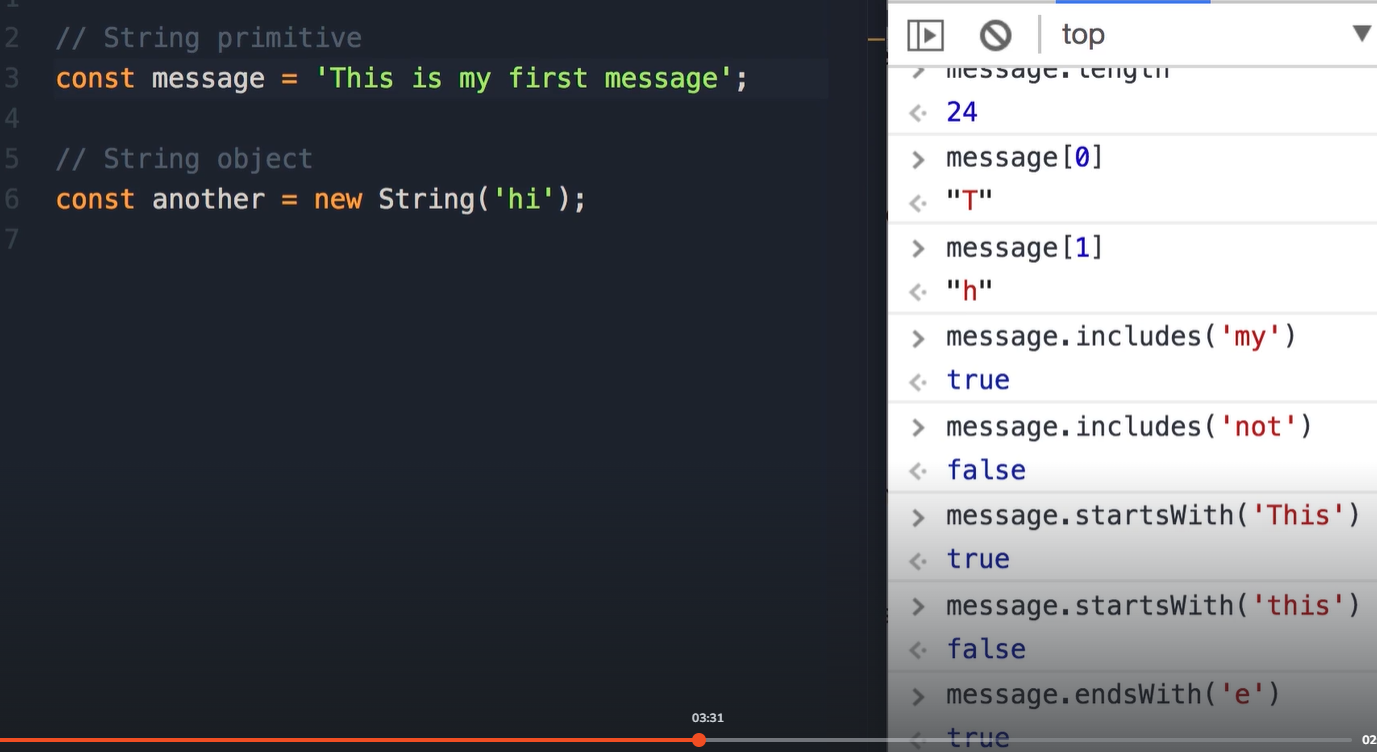 2 // String primitive
3 const message = 'This is my first message';
4
5 // String object
6 const another = new String('hi');
7
top
message.length
24
message[0]
"T"
message[1]
"h"
message.includes('my')
true
message.includes('not')
false
message.startsWith('This')
true
message.startsWith('this')
false
message.endsWith('e')
true
03:31
02